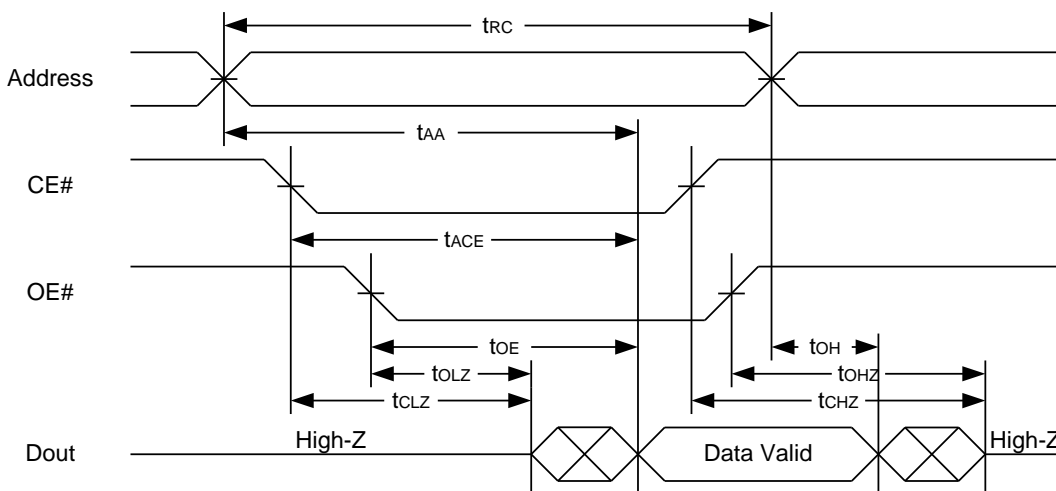 tRC
Address
tAA
CE#
tACE
OE#
tOE
tOH
tOLZ
tOHZ
tCLZ
tCHZ
High-Z
Data Valid
High-Z
Dout